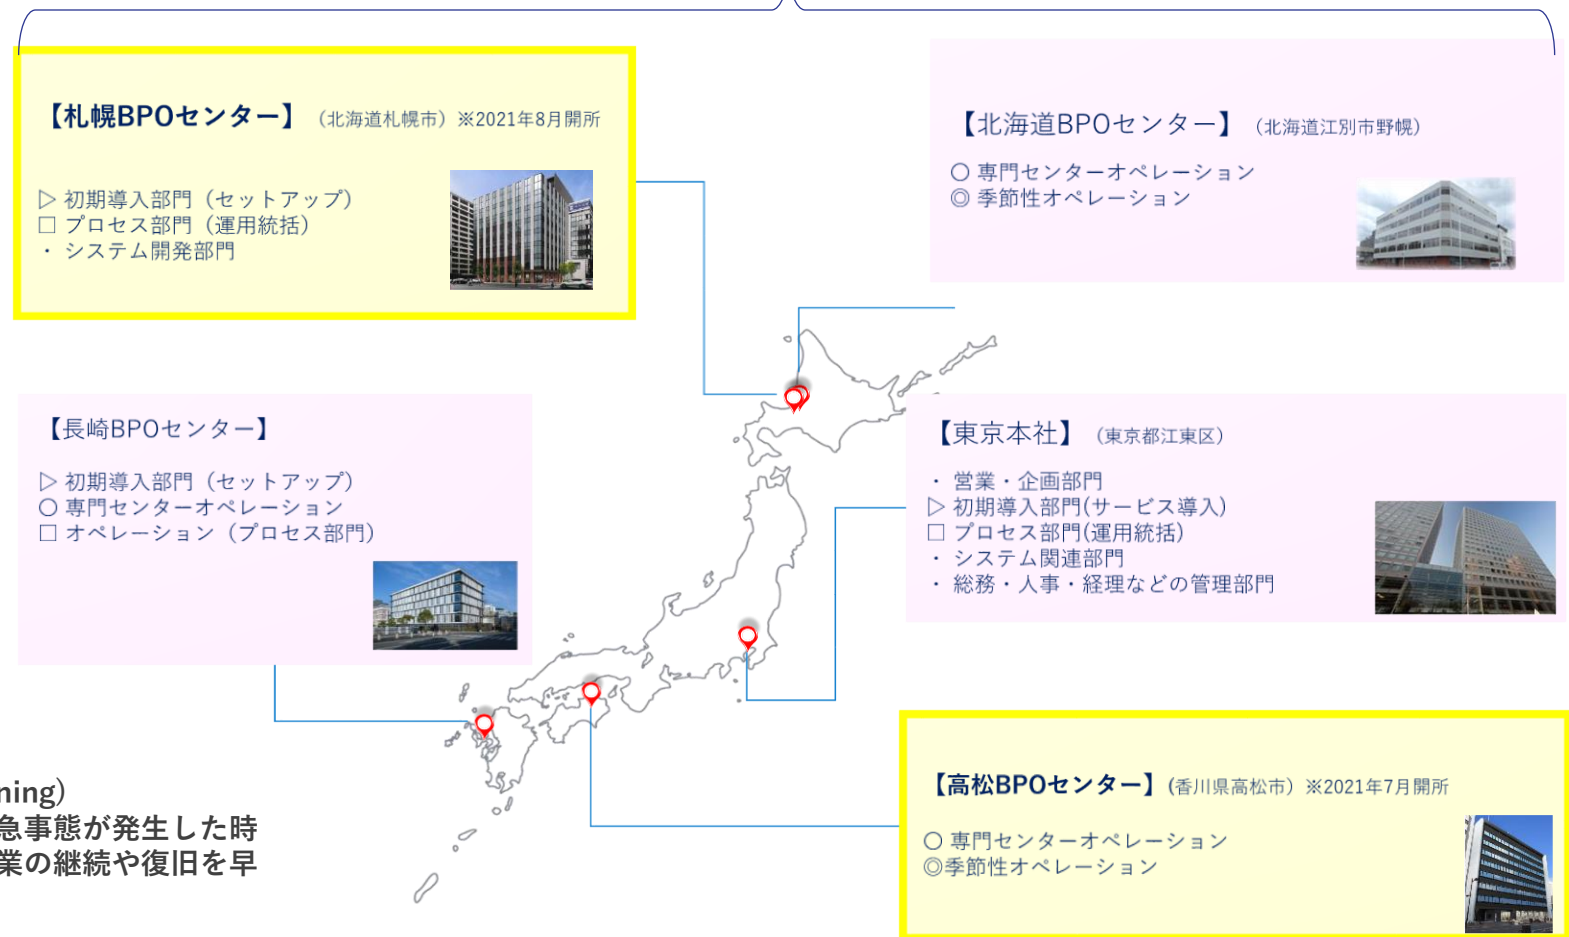 【札幌BPOセンター】（北海道札幌市）※2021年8月開所
▷ 初期導入部門（セットアップ）
□ プロセス部門（運用統括）
・ システム開発部門
【北海道BPOセンター】（北海道江別市野幌）
○ 専門センターオペレーション
◎ 季節性オペレーション
【長崎BPOセンター】
▷ 初期導入部門（セットアップ）
○ 専門センターオペレーション
□ オペレーション（プロセス部門）
【東京本社】（東京都江東区）
・ 営業・企画部門
▷ 初期導入部門(サービス導入)
□ プロセス部門(運用統括)
・ システム関連部門
・ 総務・人事・経理などの管理部門
【高松BPOセンター】(香川県高松市）※2021年7月開所
○ 専門センターオペレーション
◎季節性オペレーション
ning）
急事態が発生した時
業の継続や復旧を早